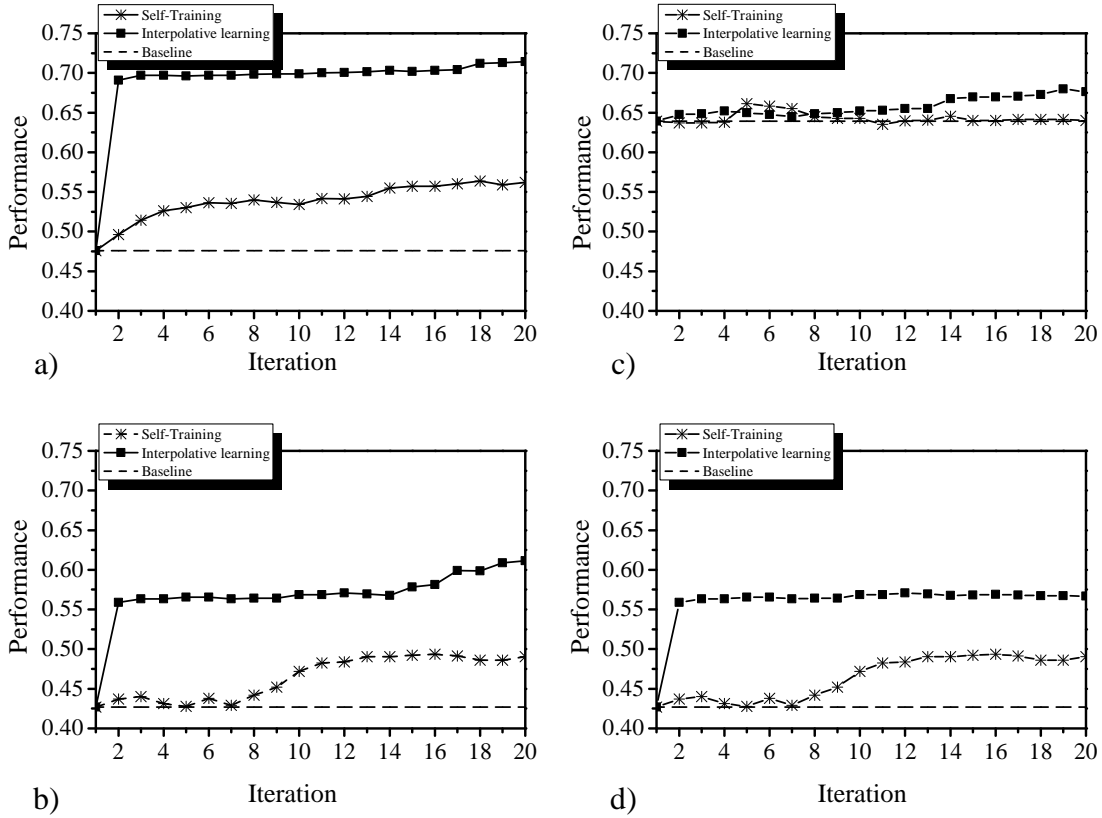 Self-Training
Interpolative learning
Baseline
0.75
0.70
0.65
0.60
0.55
0.50
0.45
0.40
Performance
2 4 6 8 10 12 14 16 18 20
Iteration
a)
Self-Training
Interpolative learning
Baseline
0.75
0.70
0.65
0.60
0.55
0.50
0.45
0.40
Performance
2 4 6 8 10 12 14 16 18 20
Iteration
c)
Self-Training
Interpolative learning
Baseline
0.75
0.70
0.65
0.60
0.55
0.50
0.45
0.40
Performance
2 4 6 8 10 12 14 16 18 20
Iteration
b)
Self-Training
Interpolative learning
Baseline
0.75
0.70
0.65
0.60
0.55
0.50
0.45
0.40
Performance
2 4 6 8 10 12 14 16 18 20
Iteration
d)